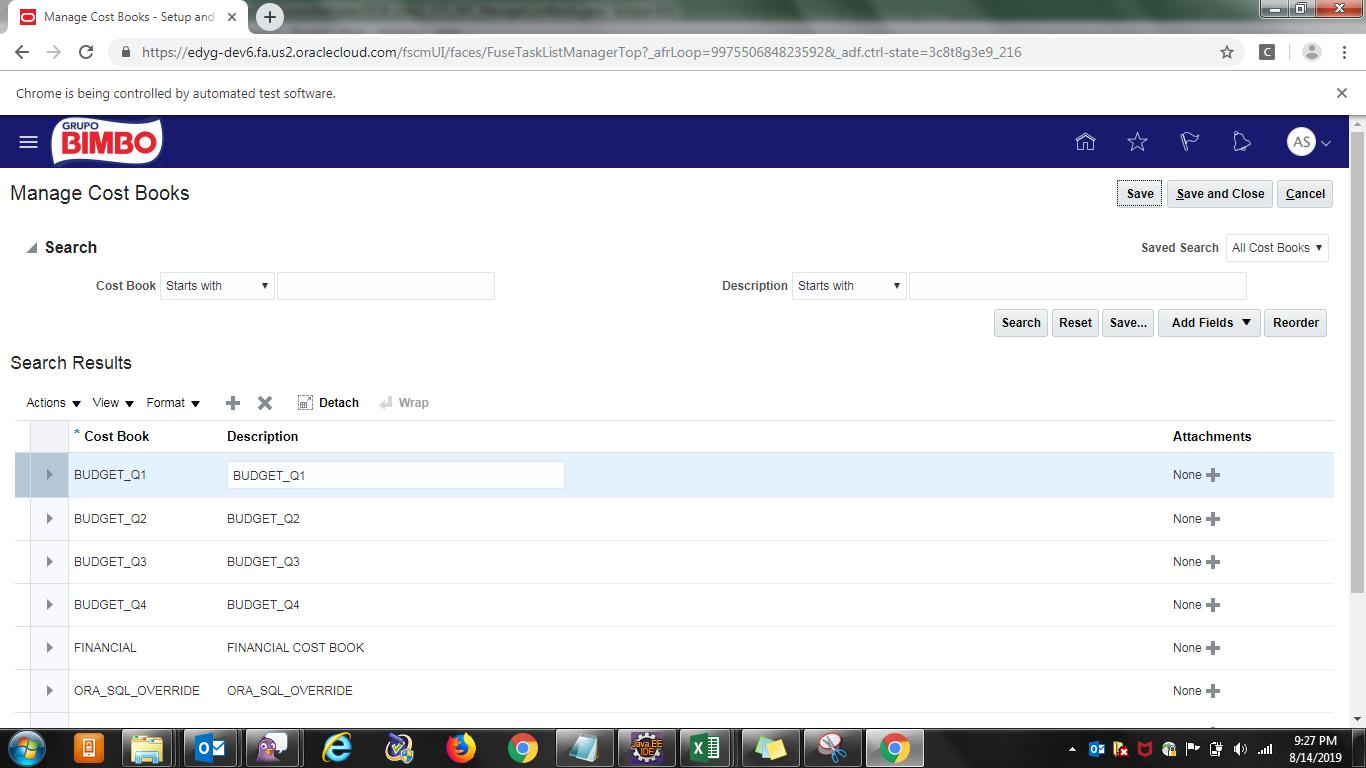 Manage Cost Books - Setup and
https://edyg-dev6.fa.us2.oraclecloud.com/fscmUI/faces/FuseTaskListManagerTop?_afrLoop=997550684823592&_adf.ctrl-state=3c8t8g3e9_216
C
Chrome is being controlled by automated test software.
GRUPO
BIMBO
AS
Manage Cost Books
Save Save and Close Cancel
Search
Saved Search All Cost Books
Cost Book Starts with Description Starts with
Search Reset Save... Add Fields Reorder
Search Results
Actions View Format Detach Wrap
* Cost Book Description Attachments
BUDGET_Q1 BUDGET_Q1 None
BUDGET_Q2 BUDGET_Q2 None
BUDGET_Q3 BUDGET_Q3 None
BUDGET_Q4 BUDGET_Q4 None
FINANCIAL FINANCIAL COST BOOK None
ORA_SQL_OVERRIDE ORA_SQL_OVERRIDE None
Java EE
IDE
9:27 PM
8/14/2019